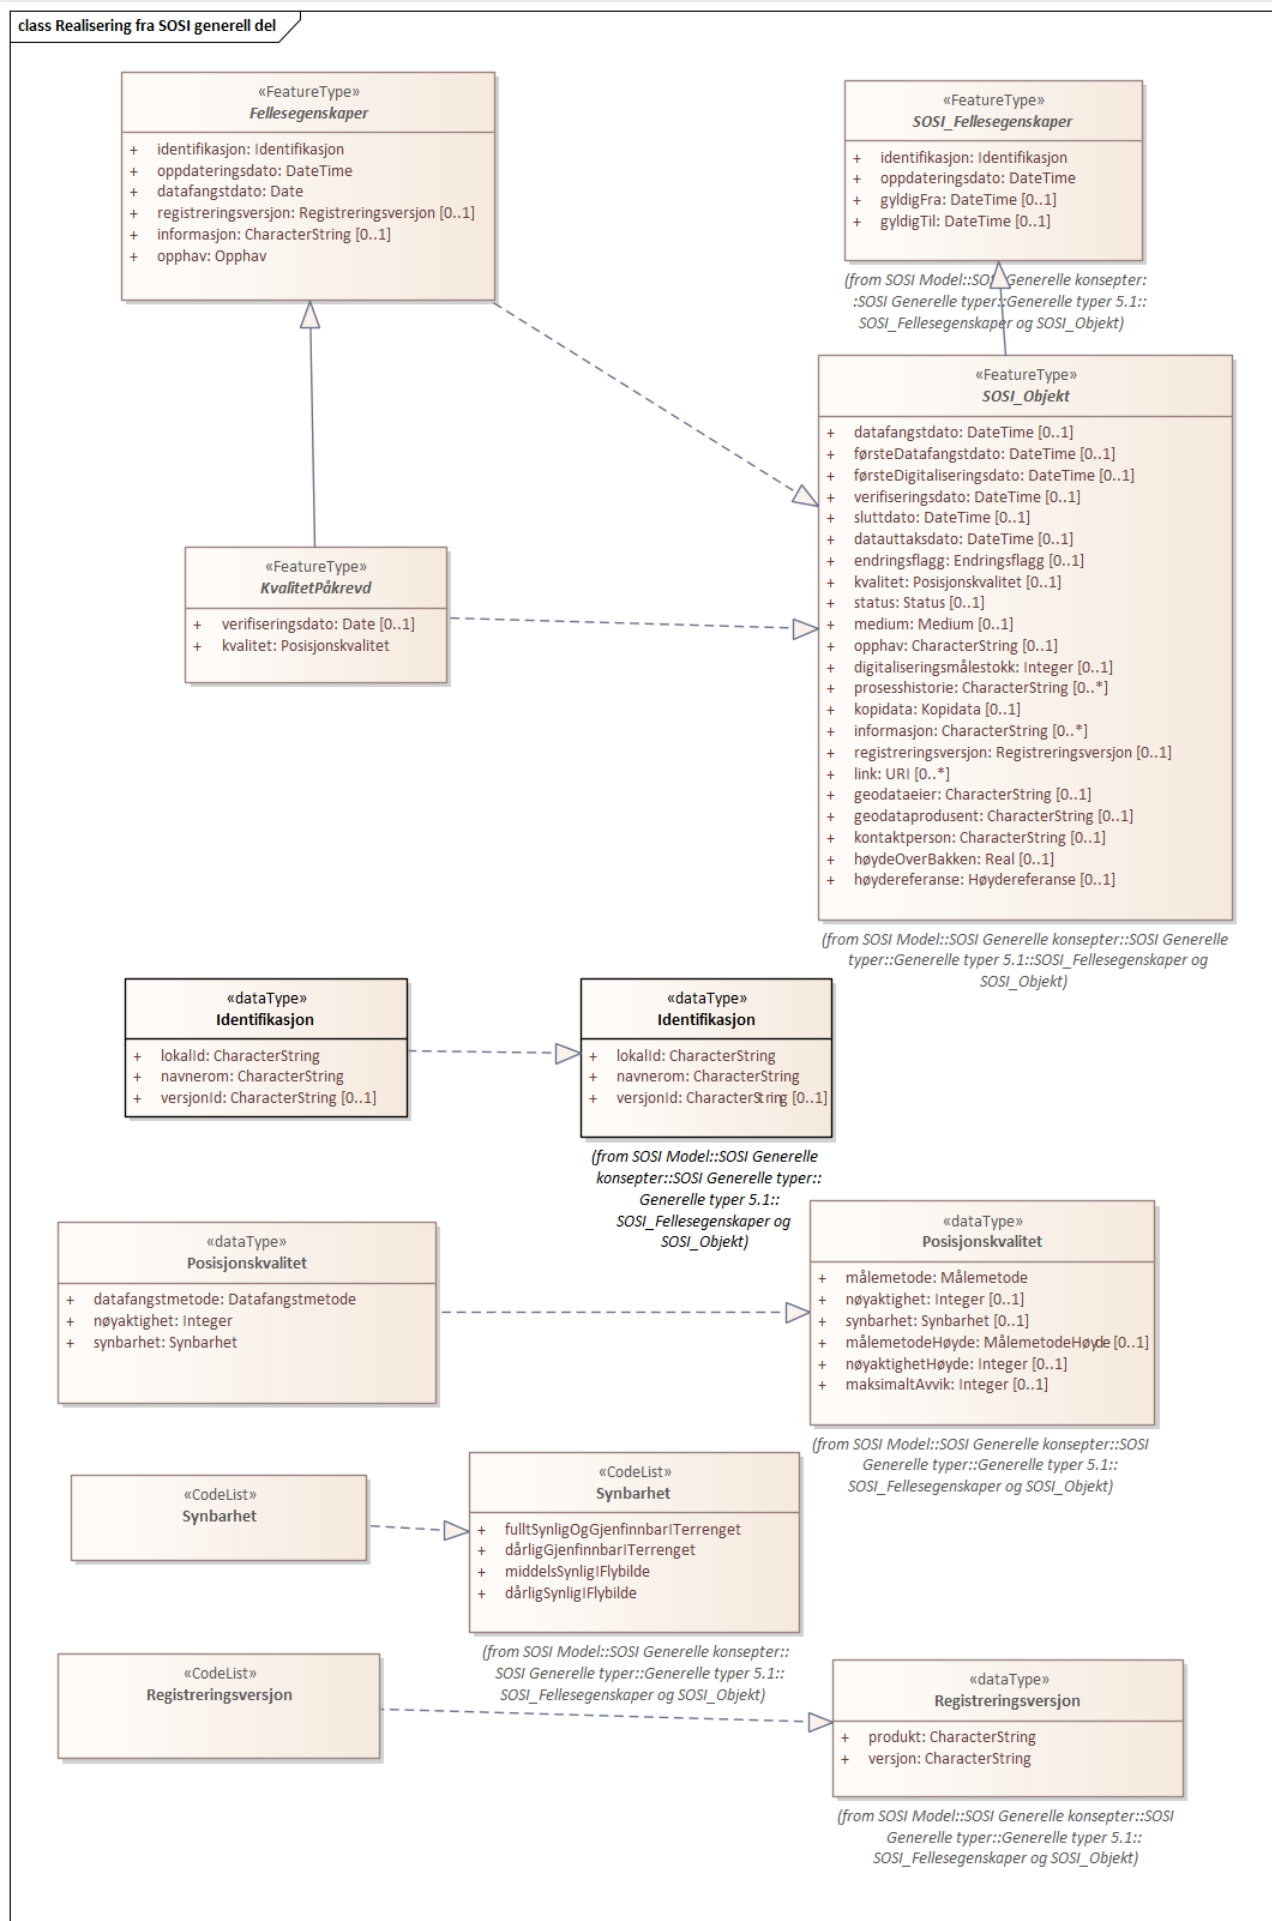 class Realisering fra SOSI generell del
«FeatureType»
Fellesegenskaper
+ identifikasjon: Identifikasjon
+ oppdateringsdato: DateTime
+ datafangstdato: Date
+ registreringsversjon: Registreringsversjon [0..1]
+ informasjon: CharacterString [0..1]
+ opphav: Opphav
«FeatureType»
SOSI_Fellesegenskaper
+ identifikasjon: Identifikasjon
+ oppdateringsdato: DateTime
+ gyldigFra: DateTime [0..1]
+ gyldigTil: DateTime [0..1]
(from SOSI Model::SOSI Generelle konsepter:
:SOSI Generelle typer::Generelle typer 5.1::
SOSI_Fellesegenskaper og SOSI_Objekt)
«FeatureType»
SOSI_Objekt
+ datafangstdato: DateTime [0..1]
+ førsteDatafangstdato: DateTime [0..1]
+ førsteDigitaliseringsdato: DateTime [0..1]
+ verifiseringsdato: DateTime [0..1]
+ sluttdato: DateTime [0..1]
+ datauttaksdato: DateTime [0..1]
+ endringsflagg: Endringsflagg [0..1]
+ kvalitet: Posisjonskvalitet [0..1]
+ status: Status [0..1]
+ medium: Medium [0..1]
+ opphav: CharacterString [0..1]
+ digitaliseringsmålestokk: Integer [0..1]
+ prosesshistorie: CharacterString [0..*]
+ kopidata: Kopidata [0..1]
+ informasjon: CharacterString [0..*]
+ registreringsversjon: Registreringsversjon [0..1]
+ link: URI [0..*]
+ geodataeier: CharacterString [0..1]
+ geodataprodusent: CharacterString [0..1]
+ kontaktperson: CharacterString [0..1]
+ høydeOverBakken: Real [0..1]
+ høydereferanse: Høydereferanse [0..1]
(from SOSI Model::SOSI Generelle konsepter::SOSI Generelle
typer::Generelle typer 5.1::SOSI_Fellesegenskaper og
SOSI_Objekt)
«FeatureType»
KvalitetPåkrevd
+ verifiseringsdato: Date [0..1]
+ kvalitet: Posisjonskvalitet
«dataType»
Identifikasjon
+ lokalId: CharacterString
+ navnerom: CharacterString
+ versjonId: CharacterString [0..1]
«dataType»
Identifikasjon
+ lokalId: CharacterString
+ navnerom: CharacterString
+ versjonId: CharacterString [0..1]
(from SOSI Model::SOSI Generelle
konsepter::SOSI Generelle typer::
Generelle typer 5.1::
SOSI_Fellesegenskaper og
SOSI_Objekt)
«dataType»
Posisjonskvalitet
+ datafangstmetode: Datafangstmetode
+ nøyaktighet: Integer
+ synbarhet: Synbarhet
«dataType»
Posisjonskvalitet
+ målemetode: Målemetode
+ nøyaktighet: Integer [0..1]
+ synbarhet: Synbarhet [0..1]
+ målemetodeHøyde: MålemetodeHøyde [0..1]
+ nøyaktighetHøyde: Integer [0..1]
+ maksimaltAvvik: Integer [0..1]
(from SOSI Model::SOSI Generelle konsepter::SOSI
Generelle typer::Generelle typer 5.1::
SOSI_Fellesegenskaper og SOSI_Objekt)
«CodeList»
Synbarhet
«CodeList»
Synbarhet
+ fulltSynligOgGjenfinnbarITerrenget
+ dårligGjenfinnbarITerrenget
+ middelsSynligIFlybilde
+ dårligSynligIFlybilde
(from SOSI Model::SOSI Generelle konsepter::
SOSI Generelle typer::Generelle typer 5.1::
SOSI_Fellesegenskaper og SOSI_Objekt)
«CodeList»
Registreringsversjon
«dataType»
Registreringsversjon
+ produkt: CharacterString
+ versjon: CharacterString
(from SOSI Model::SOSI Generelle konsepter::SOSI
Generelle typer::Generelle typer 5.1::
SOSI_Fellesegenskaper og SOSI_Objekt)